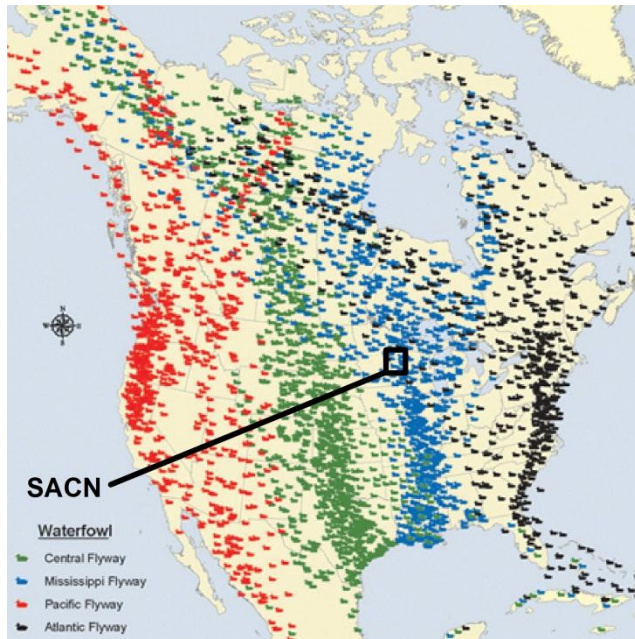 N
W
E
S
SACN
Waterfowl
Central Flyway
Mississippi Flyway
Pacific Flyway
Atlantic Flyway